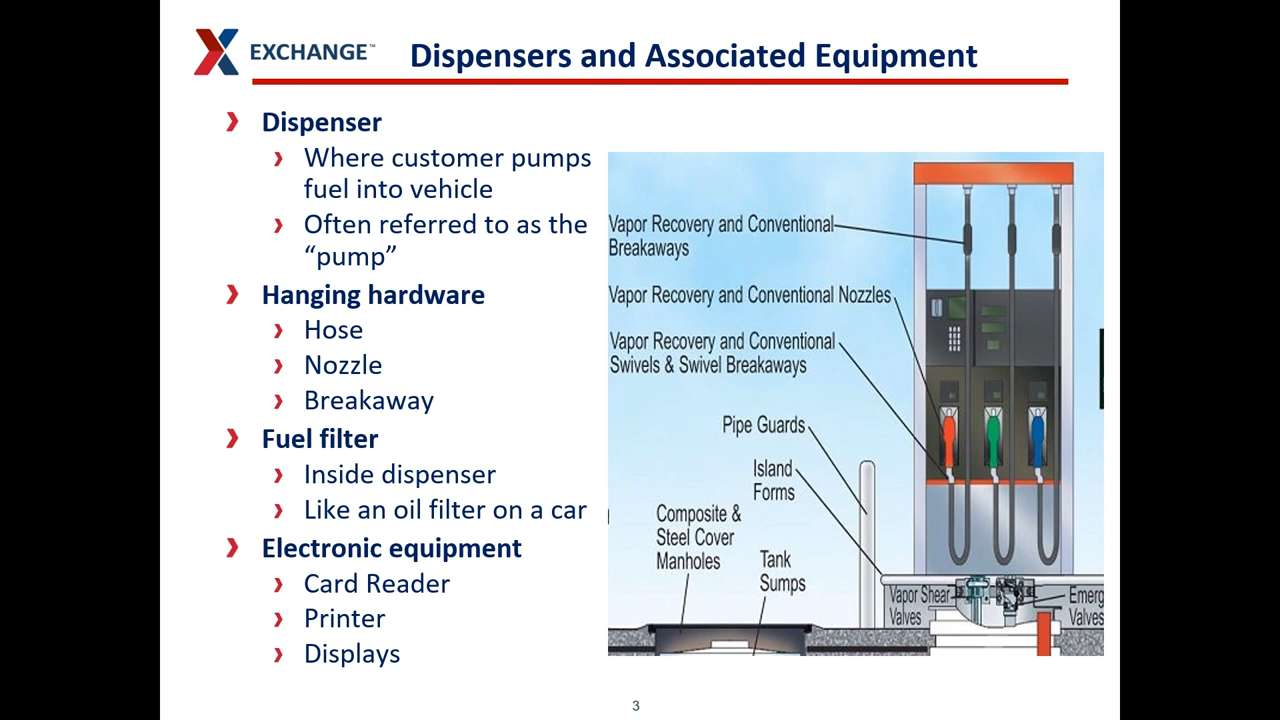 EXCHANGE™
Dispensers and Associated Equipment
Dispenser
Where customer pumps
fuel into vehicle
Often referred to as the
“pump”
Hanging hardware
Hose
Nozzle
Breakaway
Fuel filter
Inside dispenser
Like an oil filter on a car
Electronic equipment
Card Reader
Printer
Displays
Vapor Recovery and Conventional
Breakaways
Vapor Recovery and Conventional Nozzles
Vapor Recovery and Conventional
Swivels & Swivel Breakaways
Pipe Guards
Island
Forms
Composite &
Steel Cover
Manholes
Tank
Sumps
Vapor Shear
Valves
Emerg
Valves
3